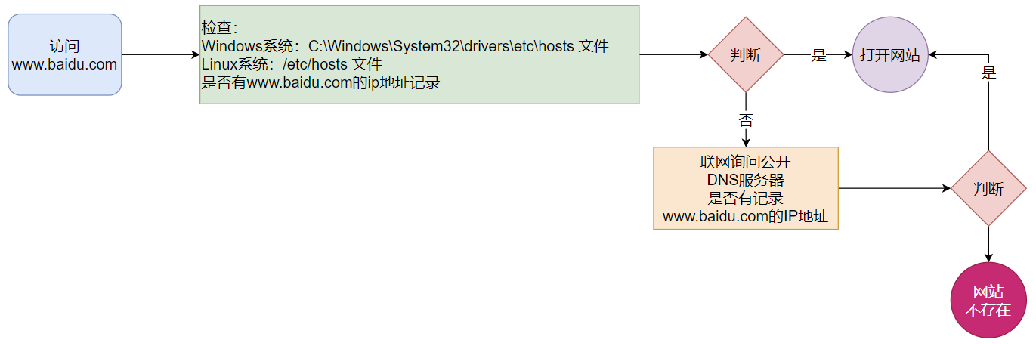 访问
www.baidu.com
检查：
Windows系统：C:\Windows\System32\drivers\etc\hosts 文件
Linux系统：/etc/hosts 文件
是否有www.baidu.com的ip地址记录
判断
是
打开网站
是
否
联网询问公开
DNS服务器
是否有记录
www.baidu.com的IP地址
判断
网站
不存在